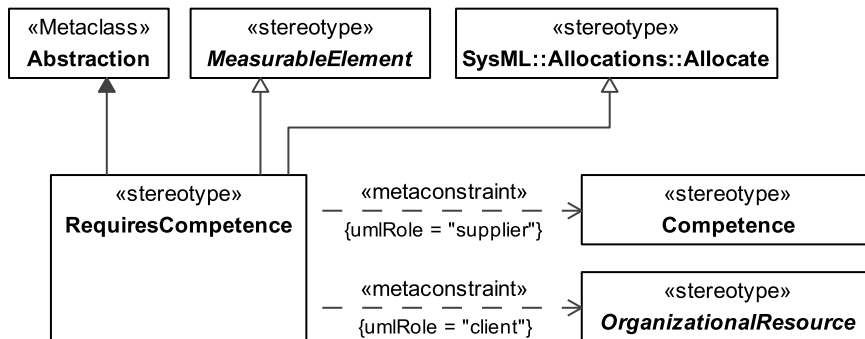 «Metaclass»
Abstraction
«stereotype»
MeasurableElement
«stereotype»
SysML::Allocations::Allocate
«stereotype»
RequiresCompetence
«metaconstraint»
{umlRole = "supplier"}
«stereotype»
Competence
«metaconstraint»
{umlRole = "client"}
«stereotype»
OrganizationalResource